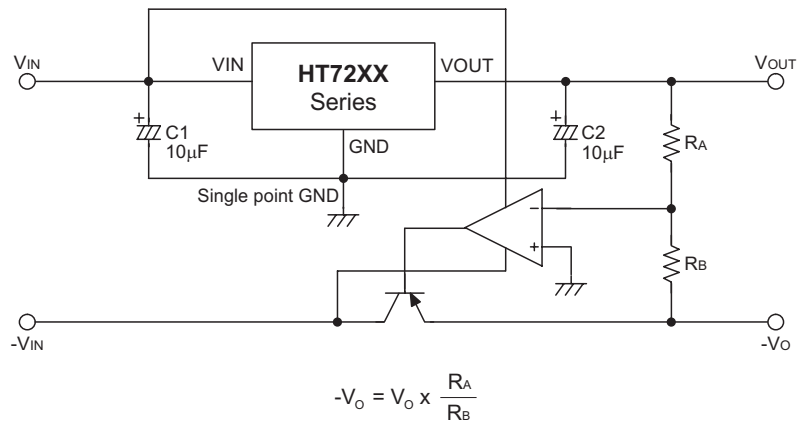 VIN
VIN
HT72XX
Series
VOUT
VOUT
+
C1
10μF
GND
+
C2
10μF
RA
Single point GND
−
+
RB
-VIN
-VO
-VO = VO x RA
RB